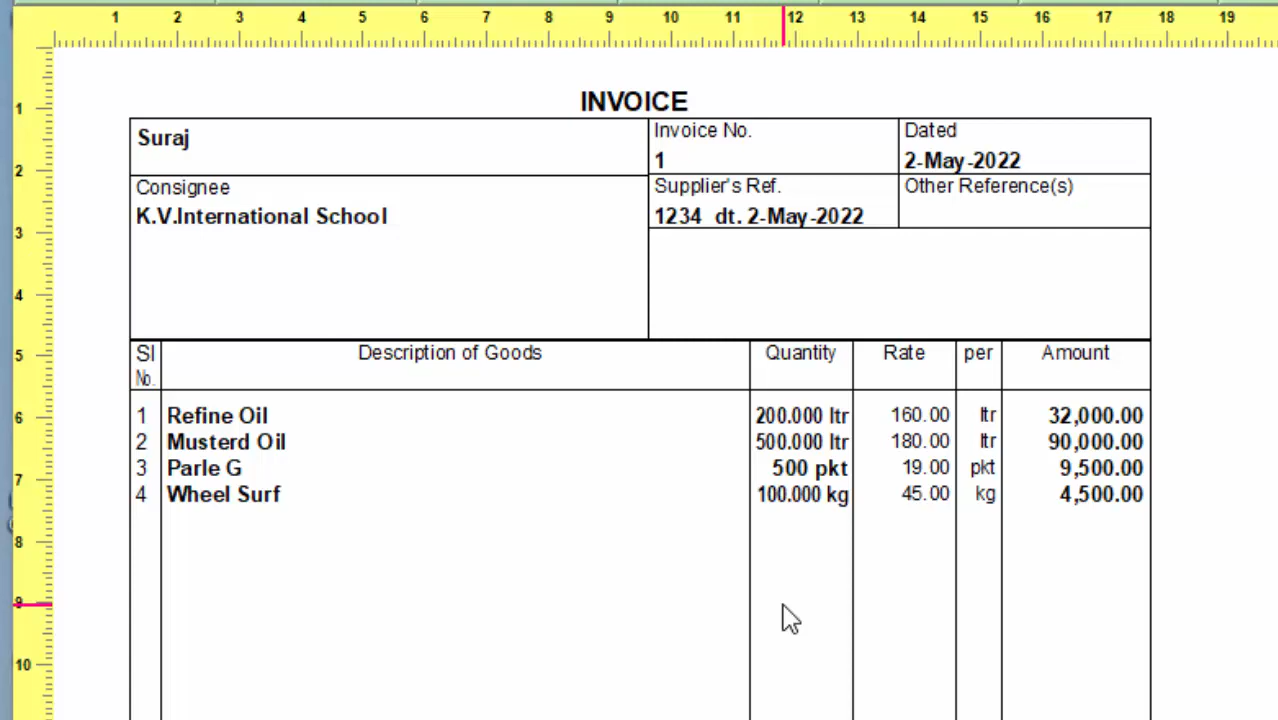 1 2 3 4 5 6 7 8 9 10 11 12 13 14 15 16 17 18 19
INVOICE
Suraj
Invoice No.
1
Dated
2-May-2022
Consignee
K.V.International School
Supplier's Ref.
1234 dt. 2-May-2022
Other Reference(s)
Sl No. Description of Goods Quantity Rate per Amount
1 Refine Oil 200.000 ltr 160.00 ltr 32,000.00
2 Musterd Oil 500.000 ltr 180.00 ltr 90,000.00
3 Parle G 500 pkt 19.00 pkt 9,500.00
4 Wheel Surf 100.000 kg 45.00 kg 4,500.00
1
2
3
4
5
6
7
8
9
10